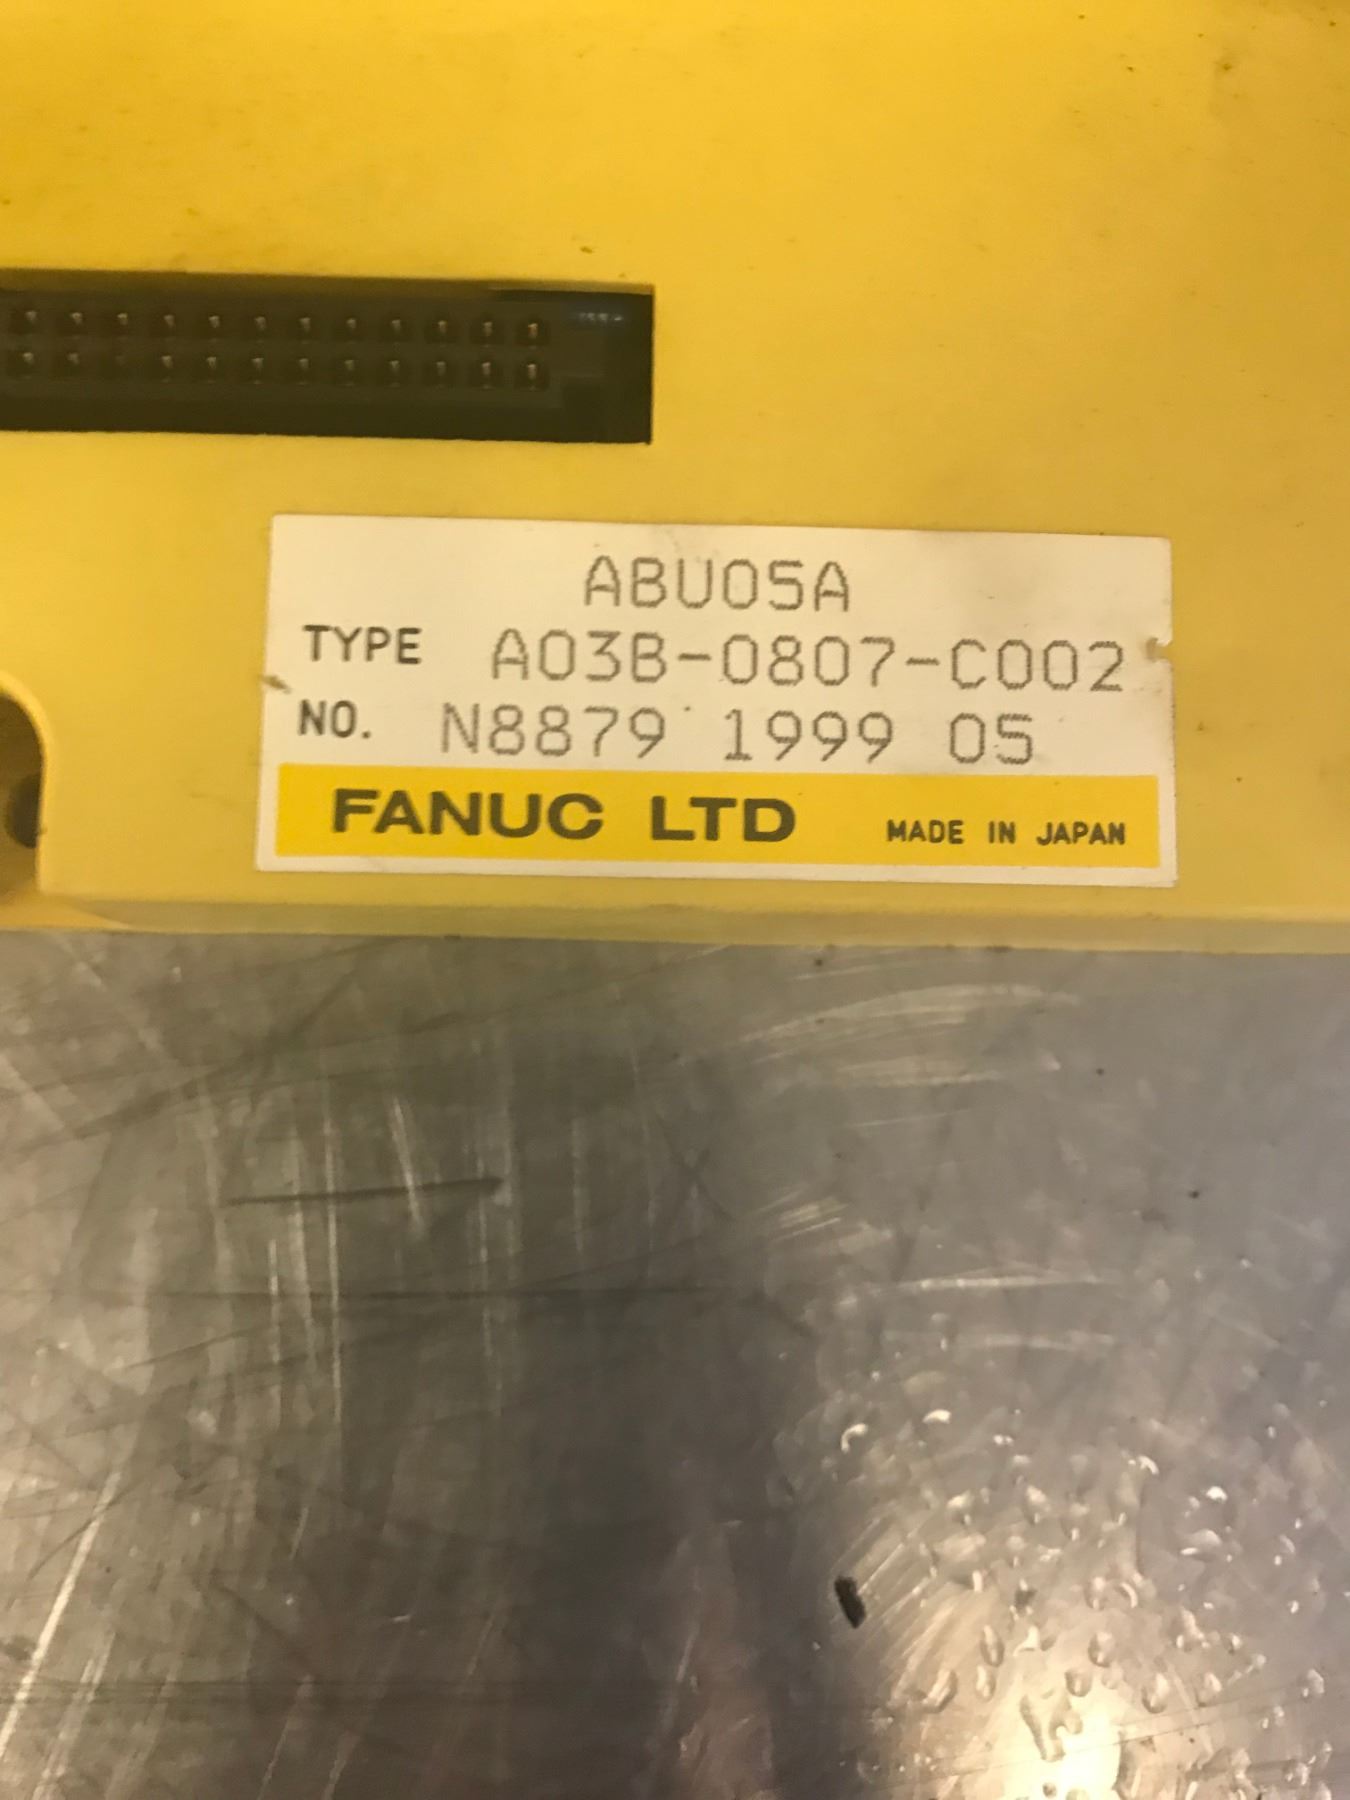 ABU05A
TYPE A03B-0807-C002
NO. N8879 1999 05
FANUC LTD MADE IN JAPAN